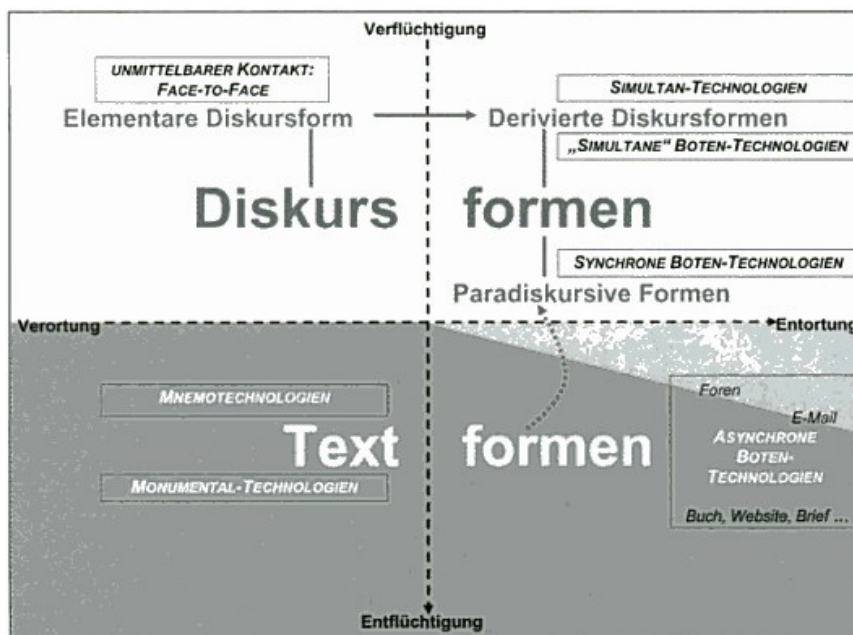 Verflüchtigung
UNMITTELBARER KONTAKT:
FACE-TO-FACE
SIMULTAN-TECHNOLOGIEN
Elementare Diskursform
Derivierte Diskursformen
„SIMULTANE“ BOTEN-TECHNOLOGIEN
Diskurs formen
SYNCHRONE BOTEN-TECHNOLOGIEN
Paradiskursive Formen
Verortung
Entortung
MNEMOTECHNOLOGIEN
Foren
E-Mail
Text formen
ASYNCHRONE
BOTEN-
TECHNOLOGIEN
MONUMENTAL-TECHNOLOGIEN
Buch, Website, Brief ...
Entflüchtigung